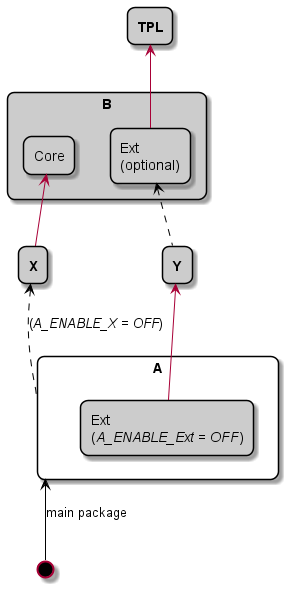 TPL
B
Core
Ext
(optional)
X
Y
(A_ENABLE_X = OFF)
A
Ext
(A_ENABLE_Ext = OFF)
main package